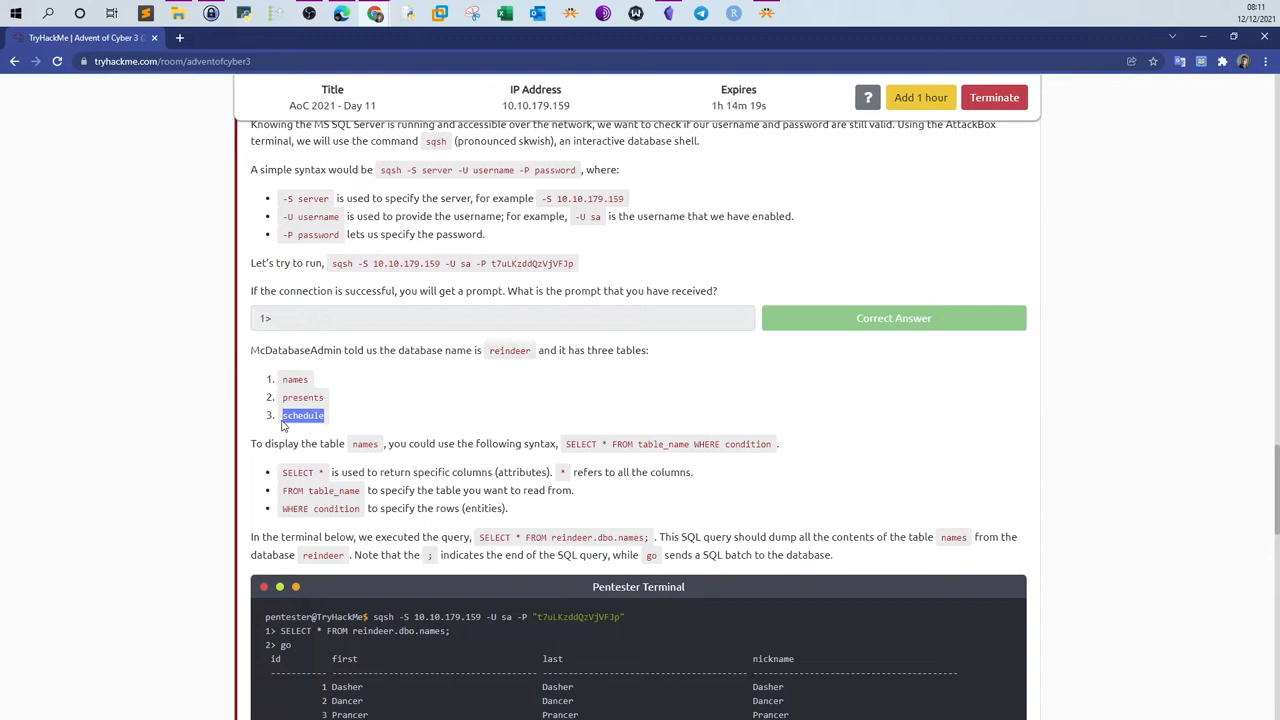 08:11
12/12/2021
TryHackMe | Advent of Cyber 3 (
tryhackme.com/room/adventofcyber3
Title IP Address Expires
AoC 2021 - Day 11 10.10.179.159 1h 14m 19s
? Add 1 hour Terminate
Knowing the MS SQL Server is running and accessible over the network, we want to check if our username and password are still valid. Using the AttackBox
terminal, we will use the command sqsh (pronounced skwish), an interactive database shell.
A simple syntax would be sqsh -S server -U username -P password, where:
-S server is used to specify the server, for example -S 10.10.179.159
-U username is used to provide the username; for example, -U sa is the username that we have enabled.
-P password lets us specify the password.
Let's try to run, sqsh -S 10.10.179.159 -U sa -P t7uLKzddQzVjVFJp
If the connection is successful, you will get a prompt. What is the prompt that you have received?
1> Correct Answer
McDatabaseAdmin told us the database name is reindeer and it has three tables:
1. names
2. presents
3. schedule
To display the table names, you could use the following syntax, SELECT * FROM table_name WHERE condition.
SELECT * is used to return specific columns (attributes). * refers to all the columns.
FROM table_name to specify the table you want to read from.
WHERE condition to specify the rows (entities).
In the terminal below, we executed the query, SELECT * FROM reindeer.dbo.names;. This SQL query should dump all the contents of the table names from the
database reindeer. Note that the ; indicates the end of the SQL query, while go sends a SQL batch to the database.
Pentester Terminal
pentester@TryHackMe$ sqsh -S 10.10.179.159 -U sa -P "t7uLKzddQzVjVFJp"
1> SELECT * FROM reindeer.dbo.names;
2> go
id first last nickname
1 Dasher Dasher Dasher
2 Dancer Dancer Dancer
3 Prancer Prancer Prancer